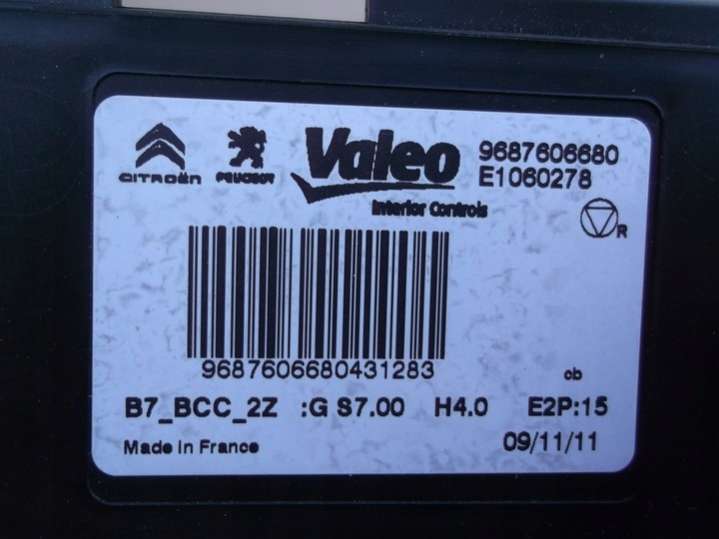 CITROËN PEUGEOT Valeo 9687606680
E1060278
Interior Controls
R
9687606680431283
cb
B7_BCC_2Z :G S7.00 H4.0 E2P:15
Made in France 09/11/11